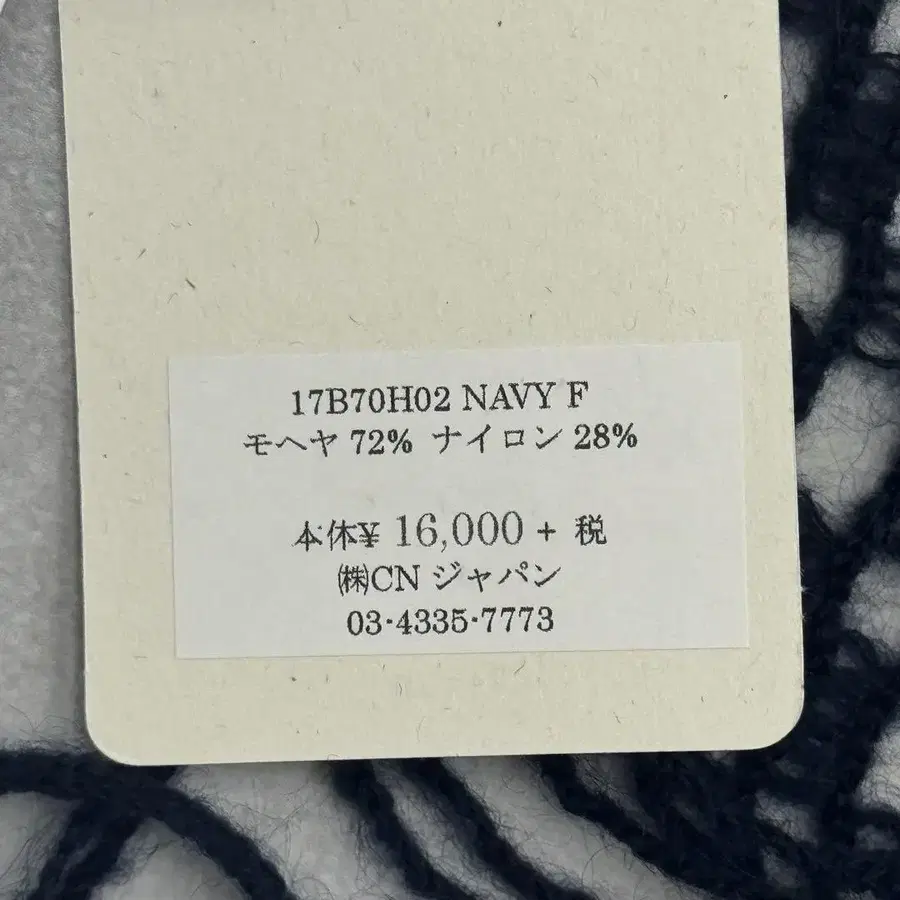 17B70H02 NAVY F
モヘヤ 72% ナイロン 28%
本体¥ 16,000 + 税
㈱CN ジャパン
03·4335·7773